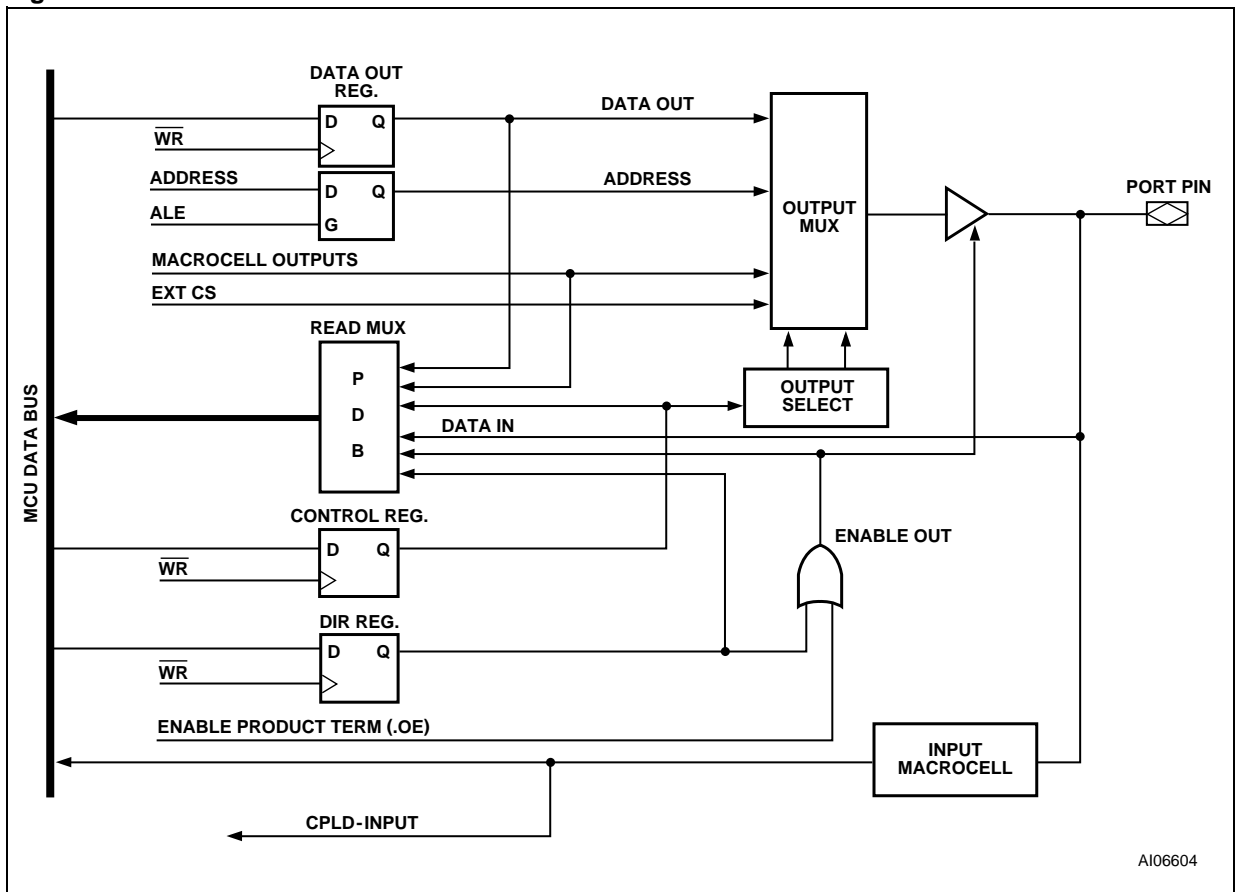 DATA OUT
REG.
D Q
WR
DATA OUT
ADDRESS
ALE
D Q
G
ADDRESS
OUTPUT
MUX
PORT PIN
MACROCELL OUTPUTS
EXT CS
READ MUX
P
D
B
OUTPUT
SELECT
DATA IN
MCU DATA BUS
CONTROL REG.
D Q
WR
ENABLE OUT
DIR REG.
D Q
WR
ENABLE PRODUCT TERM (.OE)
INPUT
MACROCELL
CPLD-INPUT
AI06604